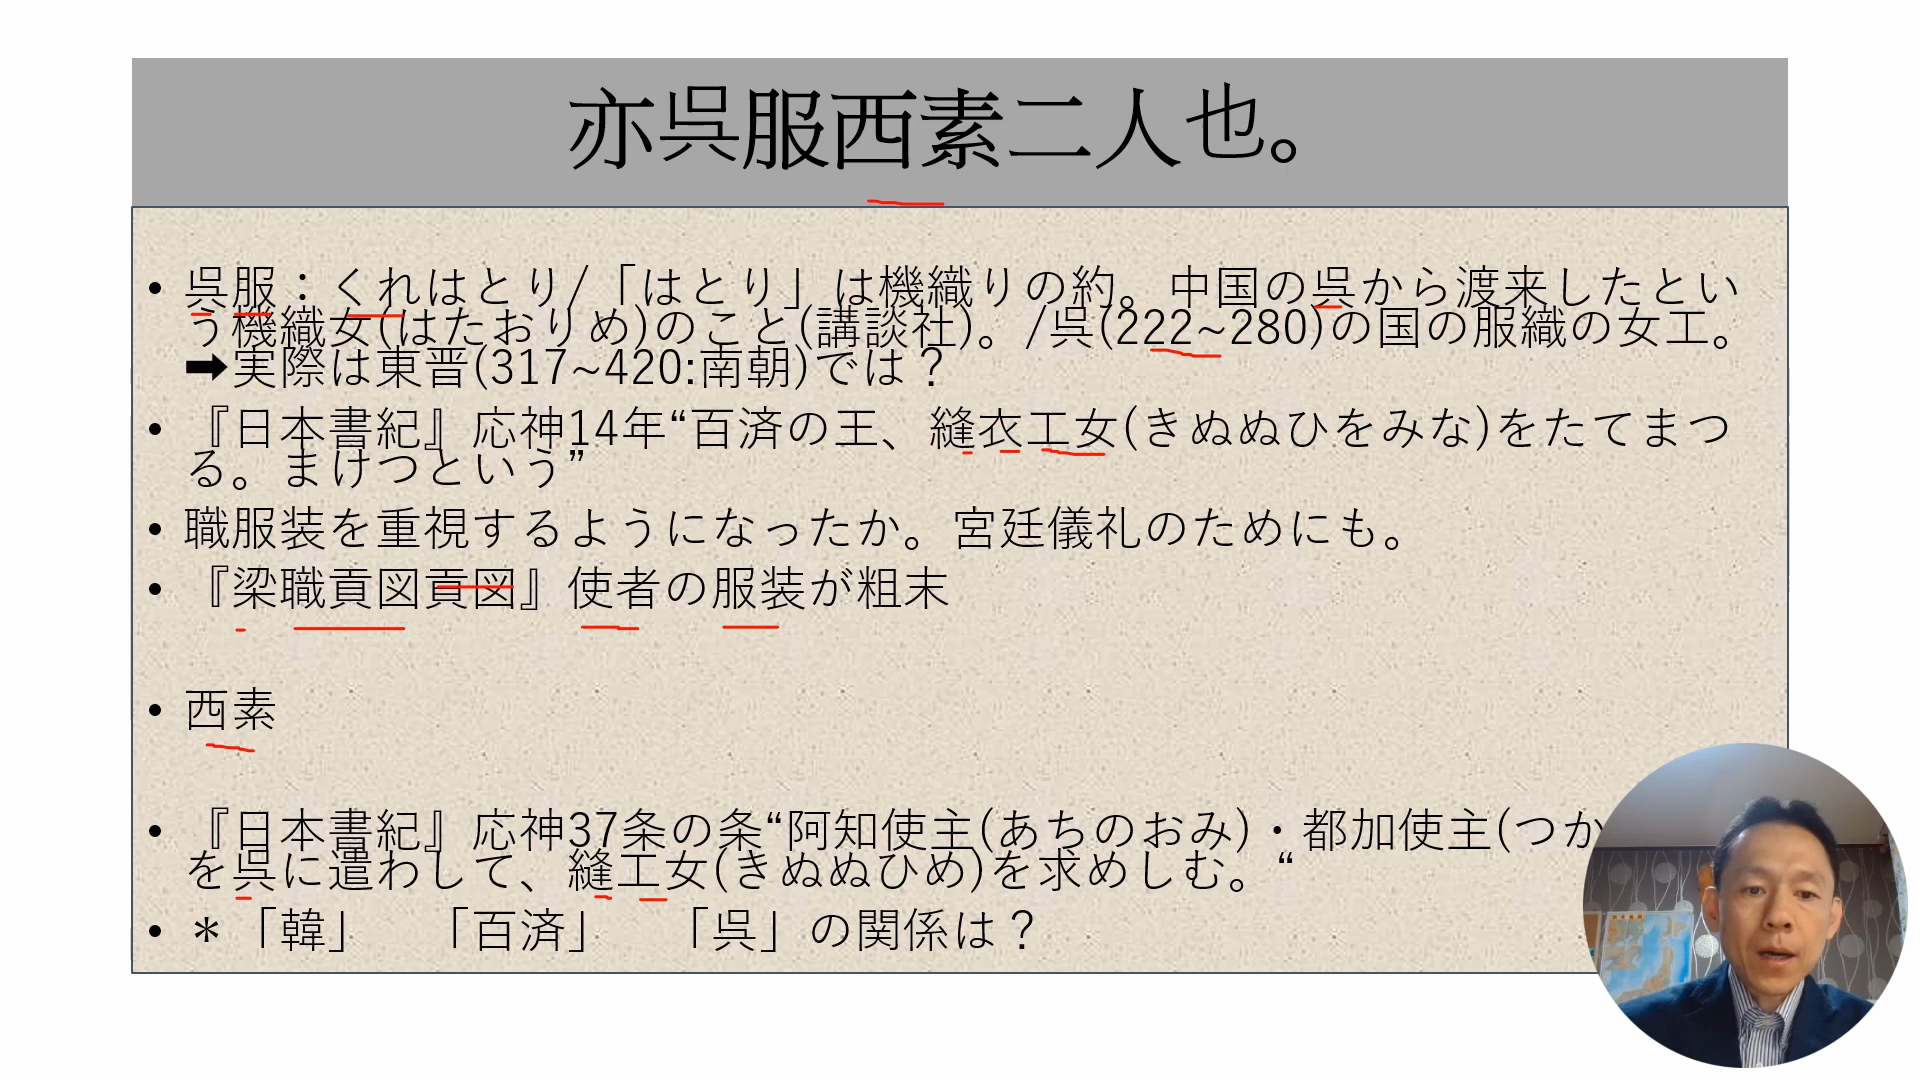 亦呉服西素二人也。
• 呉服：くれはとり/「はとり」は機織りの約。中国の呉から渡来したとい
う機織女(はたおりめ)のこと(講談社)。/呉(222~280)の国の服織の女工。
➡実際は東晋(317~420:南朝)では？
• 『日本書紀』応神14年“百済の王、縫衣工女(きぬぬひをみな)をたてまつ
る。まけつという”
• 職服装を重視するようになったか。宮廷儀礼のためにも。
• 『梁職貢図貢図』使者の服装が粗末
• 西素
• 『日本書紀』応神37条の条“阿知使主(あちのおみ)・都加使主(つか
を呉に遣わして、縫工女(きぬぬひめ)を求めしむ。“
• ＊「韓」　「百済」　「呉」の関係は？